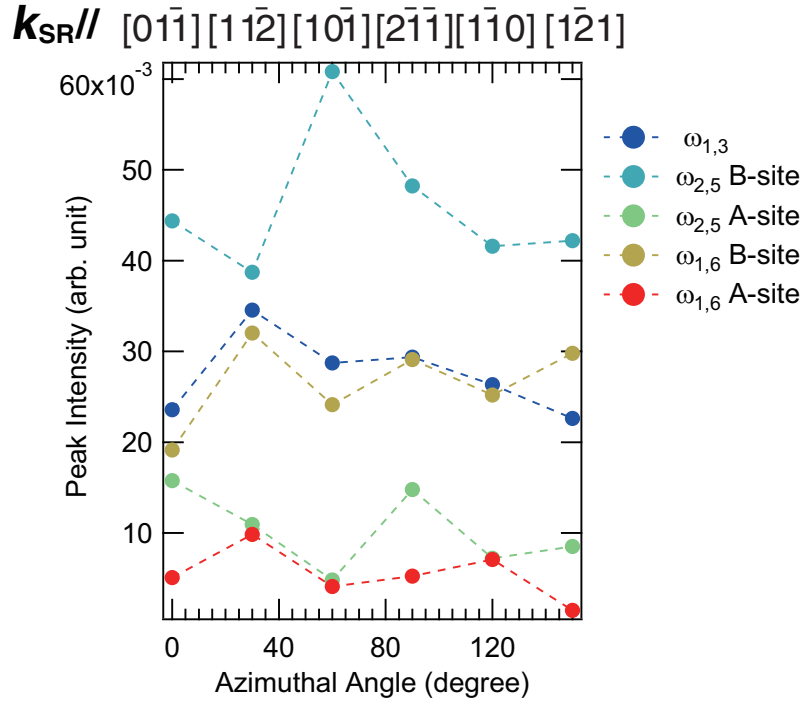 k_SR// [01̄1̄] [11̄2̄] [101̄] [21̄1̄] [11̄0] [12̄1]
60x10⁻³
50
40
30
20
10
Peak Intensity (arb. unit)
0 40 80 120
Azimuthal Angle (degree)
ω₁,₃
ω₂,₅ B-site
ω₂,₅ A-site
ω₁,₆ B-site
ω₁,₆ A-site